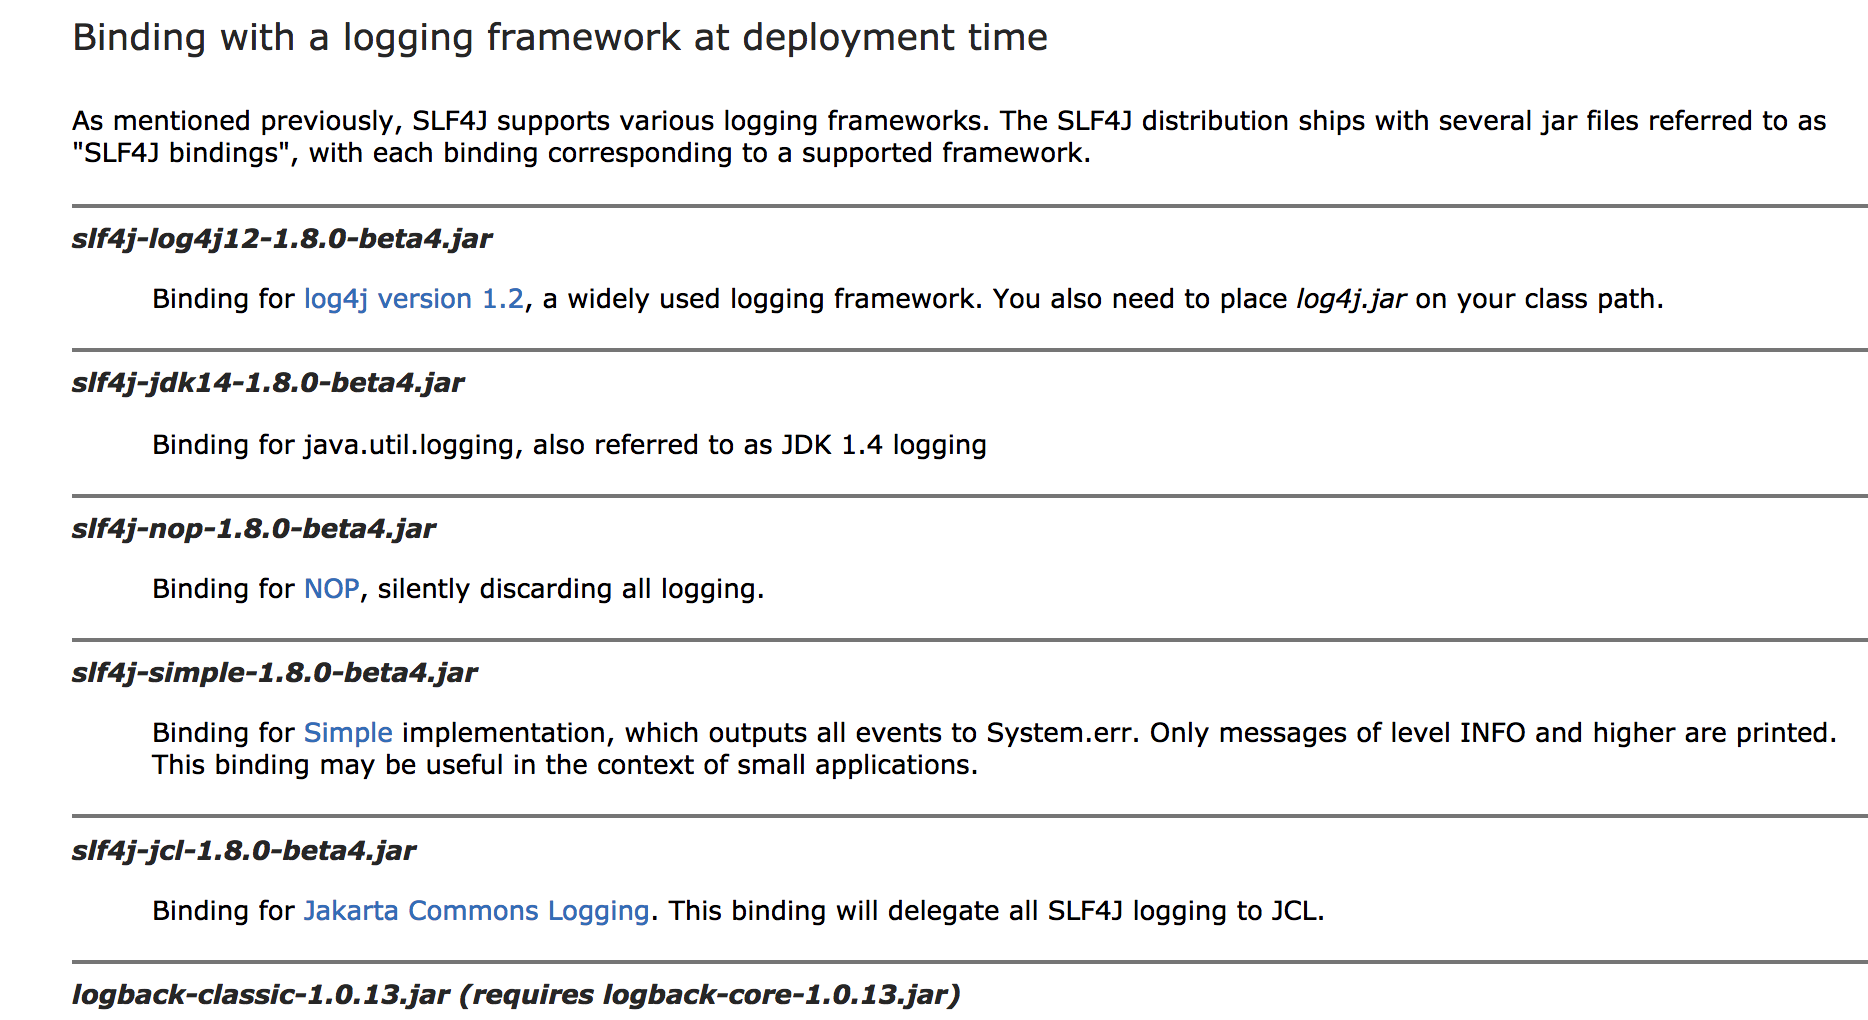 Binding with a logging framework at deployment time
As mentioned previously, SLF4J supports various logging frameworks. The SLF4J distribution ships with several jar files referred to as
"SLF4J bindings", with each binding corresponding to a supported framework.
slf4j-log4j12-1.8.0-beta4.jar
Binding for log4j version 1.2, a widely used logging framework. You also need to place log4j.jar on your class path.
slf4j-jdk14-1.8.0-beta4.jar
Binding for java.util.logging, also referred to as JDK 1.4 logging
slf4j-nop-1.8.0-beta4.jar
Binding for NOP, silently discarding all logging.
slf4j-simple-1.8.0-beta4.jar
Binding for Simple implementation, which outputs all events to System.err. Only messages of level INFO and higher are printed.
This binding may be useful in the context of small applications.
slf4j-jcl-1.8.0-beta4.jar
Binding for Jakarta Commons Logging. This binding will delegate all SLF4J logging to JCL.
logback-classic-1.0.13.jar (requires logback-core-1.0.13.jar)